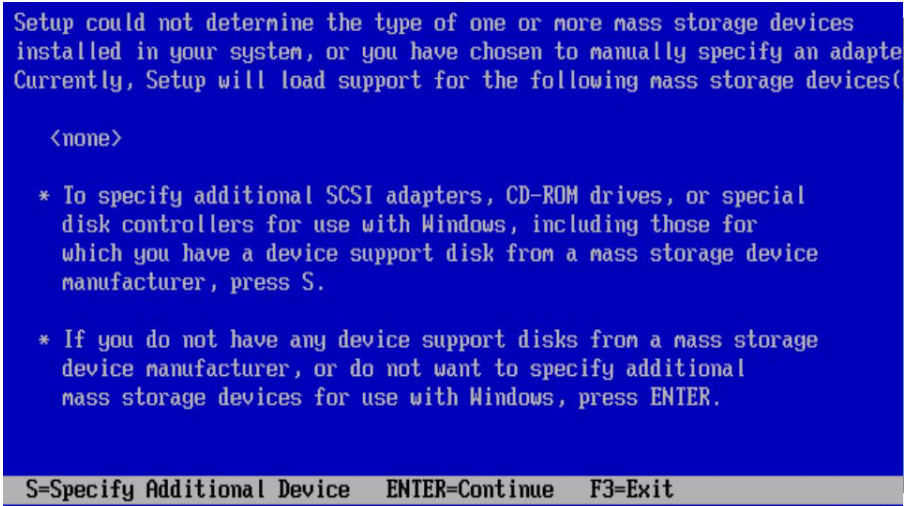 Setup could not determine the type of one or more mass storage devices
installed in your system, or you have chosen to manually specify an adapte
Currently, Setup will load support for the following mass storage devices(
<none>
* To specify additional SCSI adapters, CD-ROM drives, or special
disk controllers for use with Windows, including those for
which you have a device support disk from a mass storage device
manufacturer, press S.
* If you do not have any device support disks from a mass storage
device manufacturer, or do not want to specify additional
mass storage devices for use with Windows, press ENTER.
S=Specify Additional Device ENTER=Continue F3=Exit